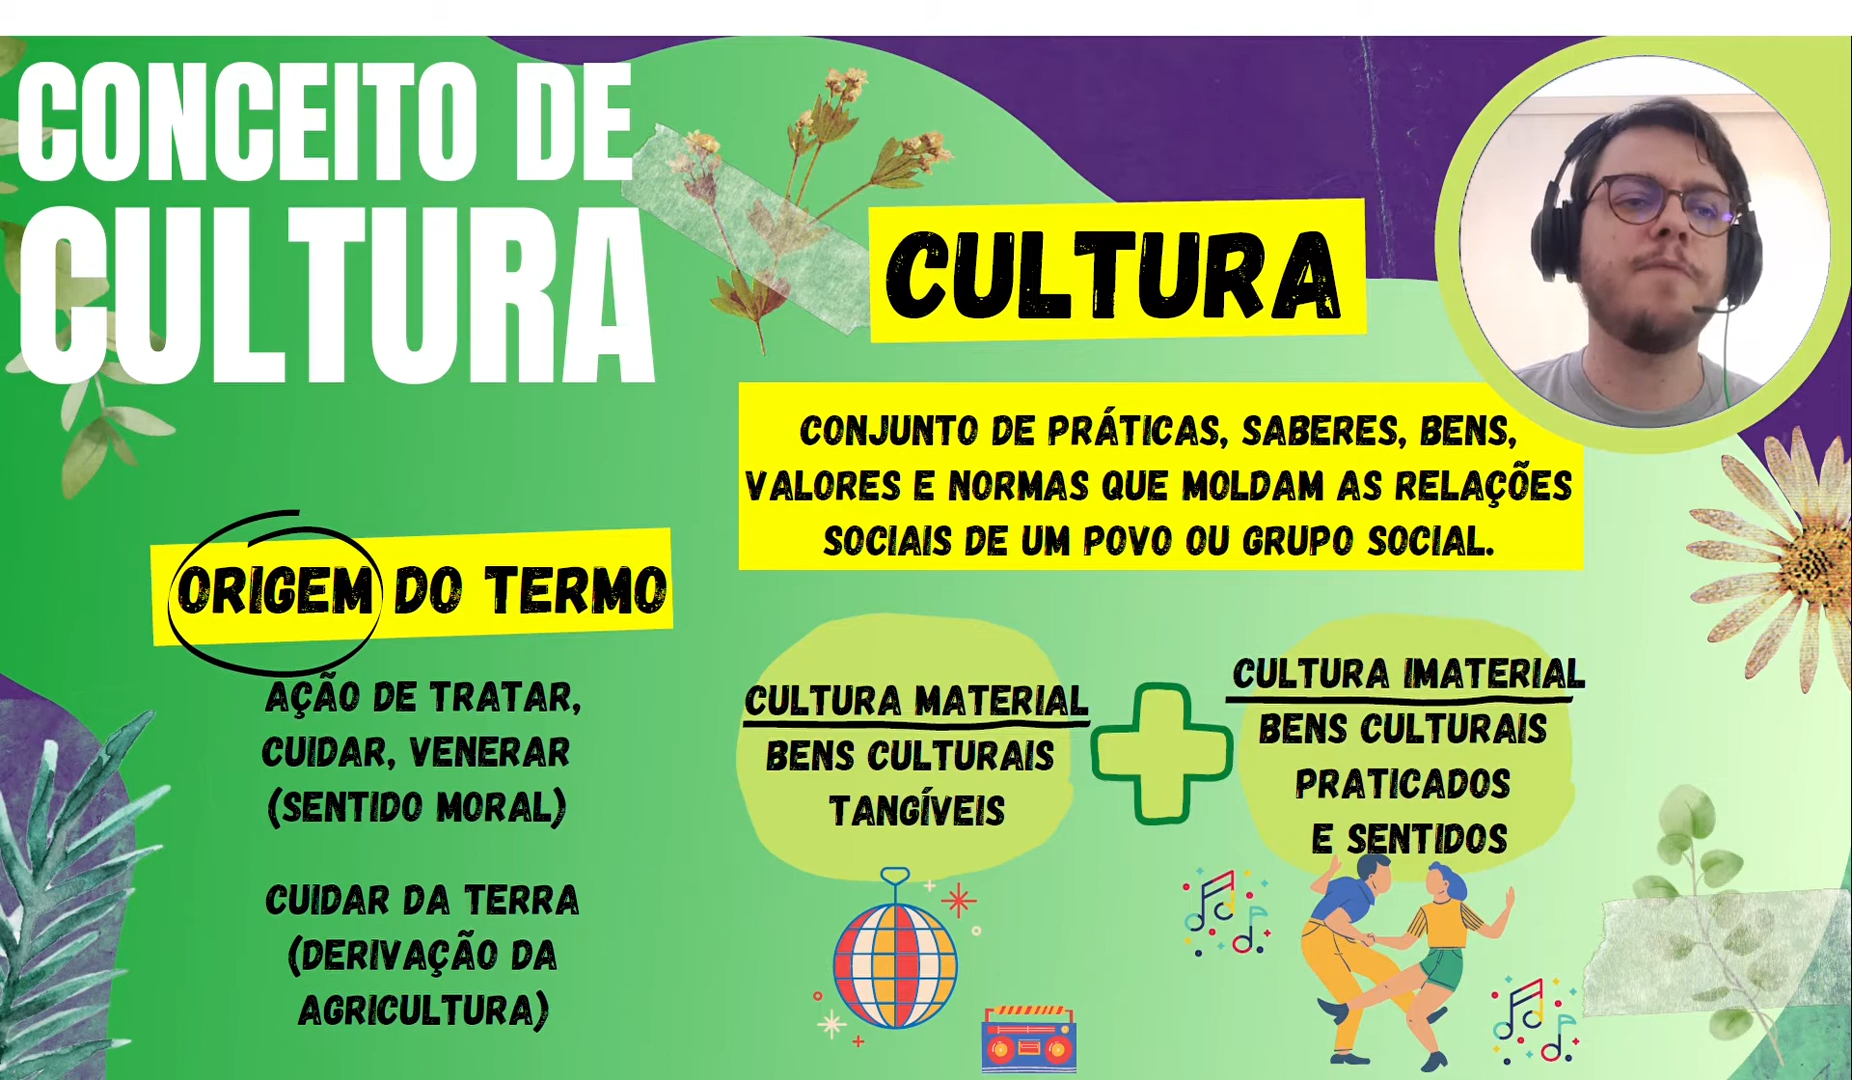 CONCEITO DE
CULTURA
CULTURA
CONJUNTO DE PRÁTICAS, SABERES, BENS,
VALORES E NORMAS QUE MOLDAM AS RELAÇÕES
SOCIAIS DE UM POVO OU GRUPO SOCIAL.
ORIGEM DO TERMO
AÇÃO DE TRATAR,
CUIDAR, VENERAR
(SENTIDO MORAL)
CUIDAR DA TERRA
(DERIVAÇÃO DA
AGRICULTURA)
CULTURA MATERIAL
BENS CULTURAIS
TANGÍVEIS
CULTURA IMATERIAL
BENS CULTURAIS
PRATICADOS
E SENTIDOS